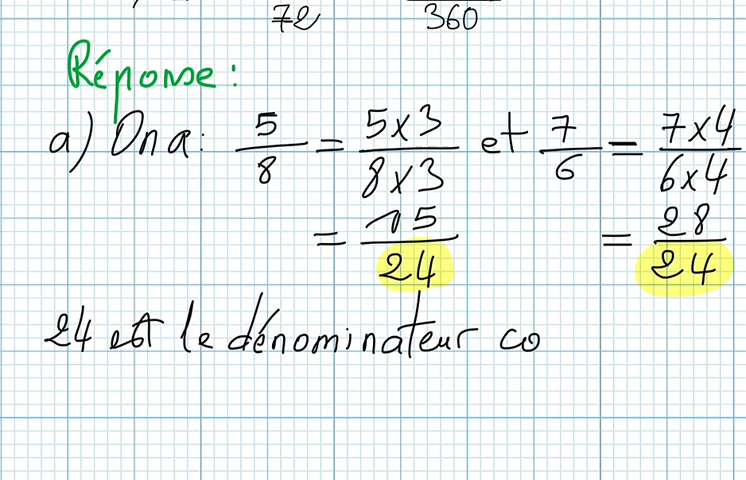 72 360
Réponse :
a) On a : 5/8 = 5x3/8x3 et 7/6 = 7x4/6x4
= 15/24 = 28/24
24 est le dénominateur co